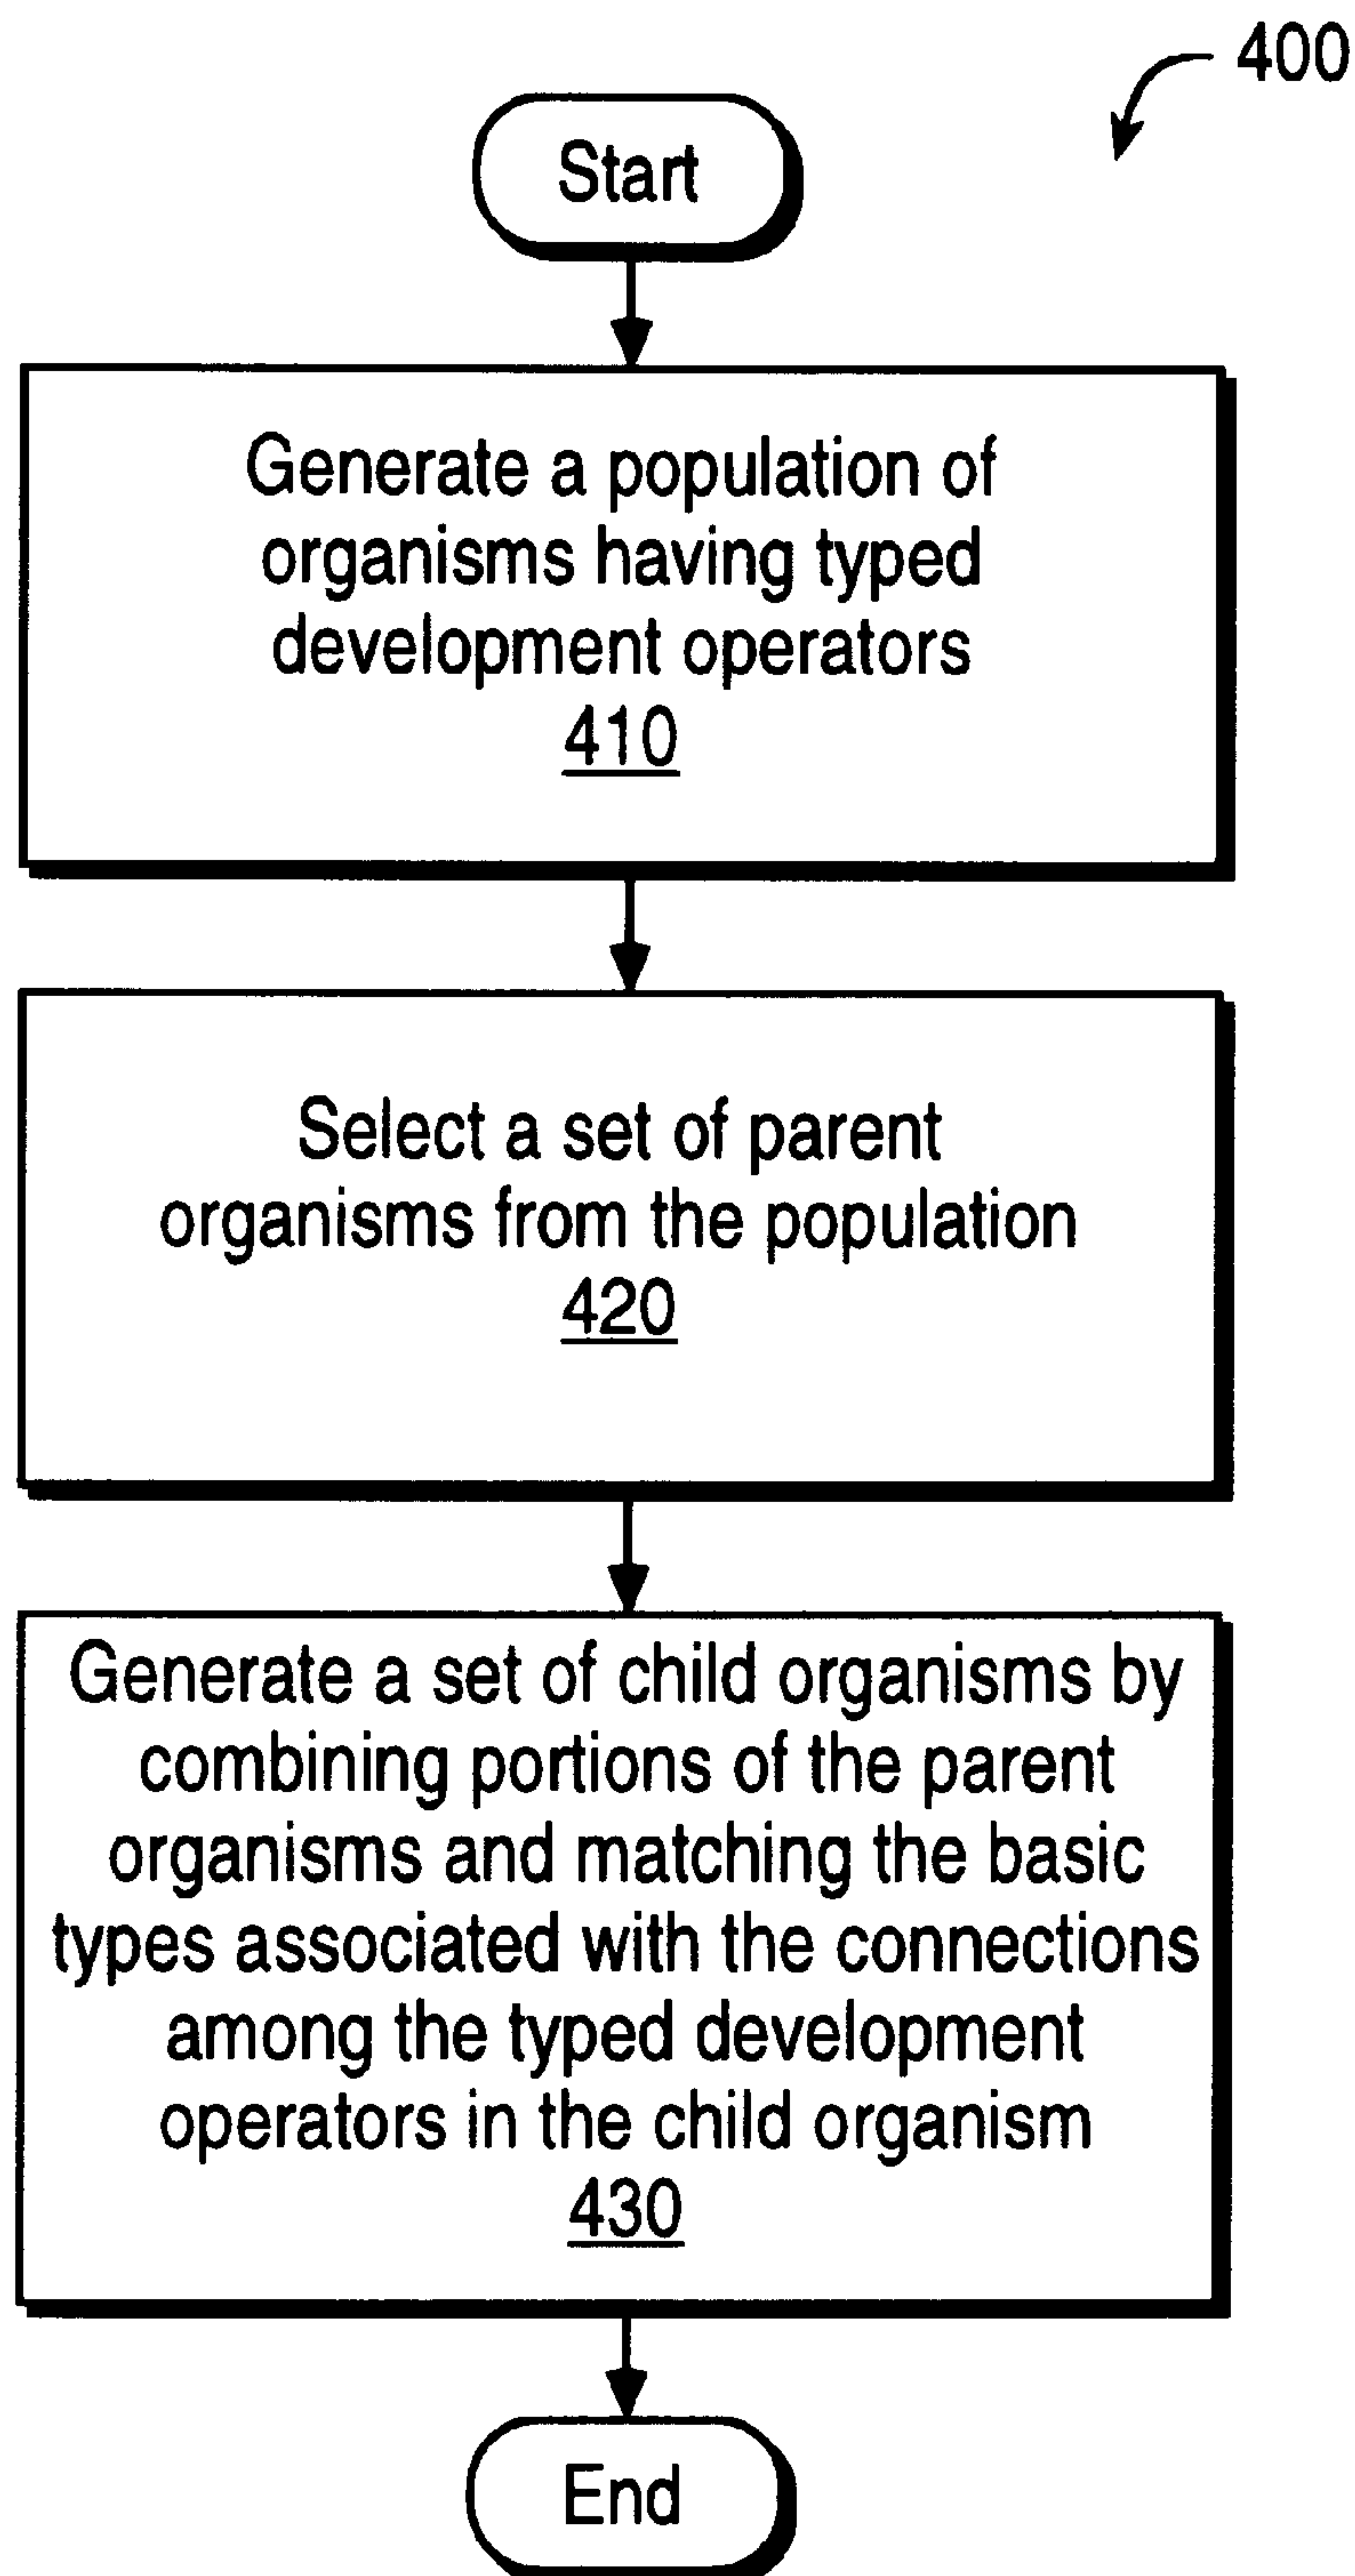 400
Start
Generate a population of
organisms having typed
development operators
410
Select a set of parent
organisms from the population
420
Generate a set of child organisms by
combining portions of the parent
organisms and matching the basic
types associated with the connections
among the typed development
operators in the child organism
430
End